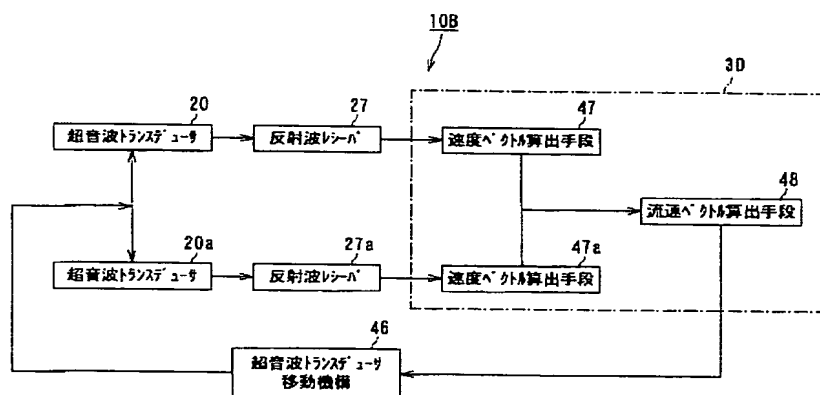 10B
30
20
27
47
超音波トランスデューサ
反射波レシーバ
速度ベクトル算出手段
48
流速ベクトル算出手段
20a
27a
47a
超音波トランスデューサ
反射波レシーバ
速度ベクトル算出手段
46
超音波トランスデューサ
移動機構